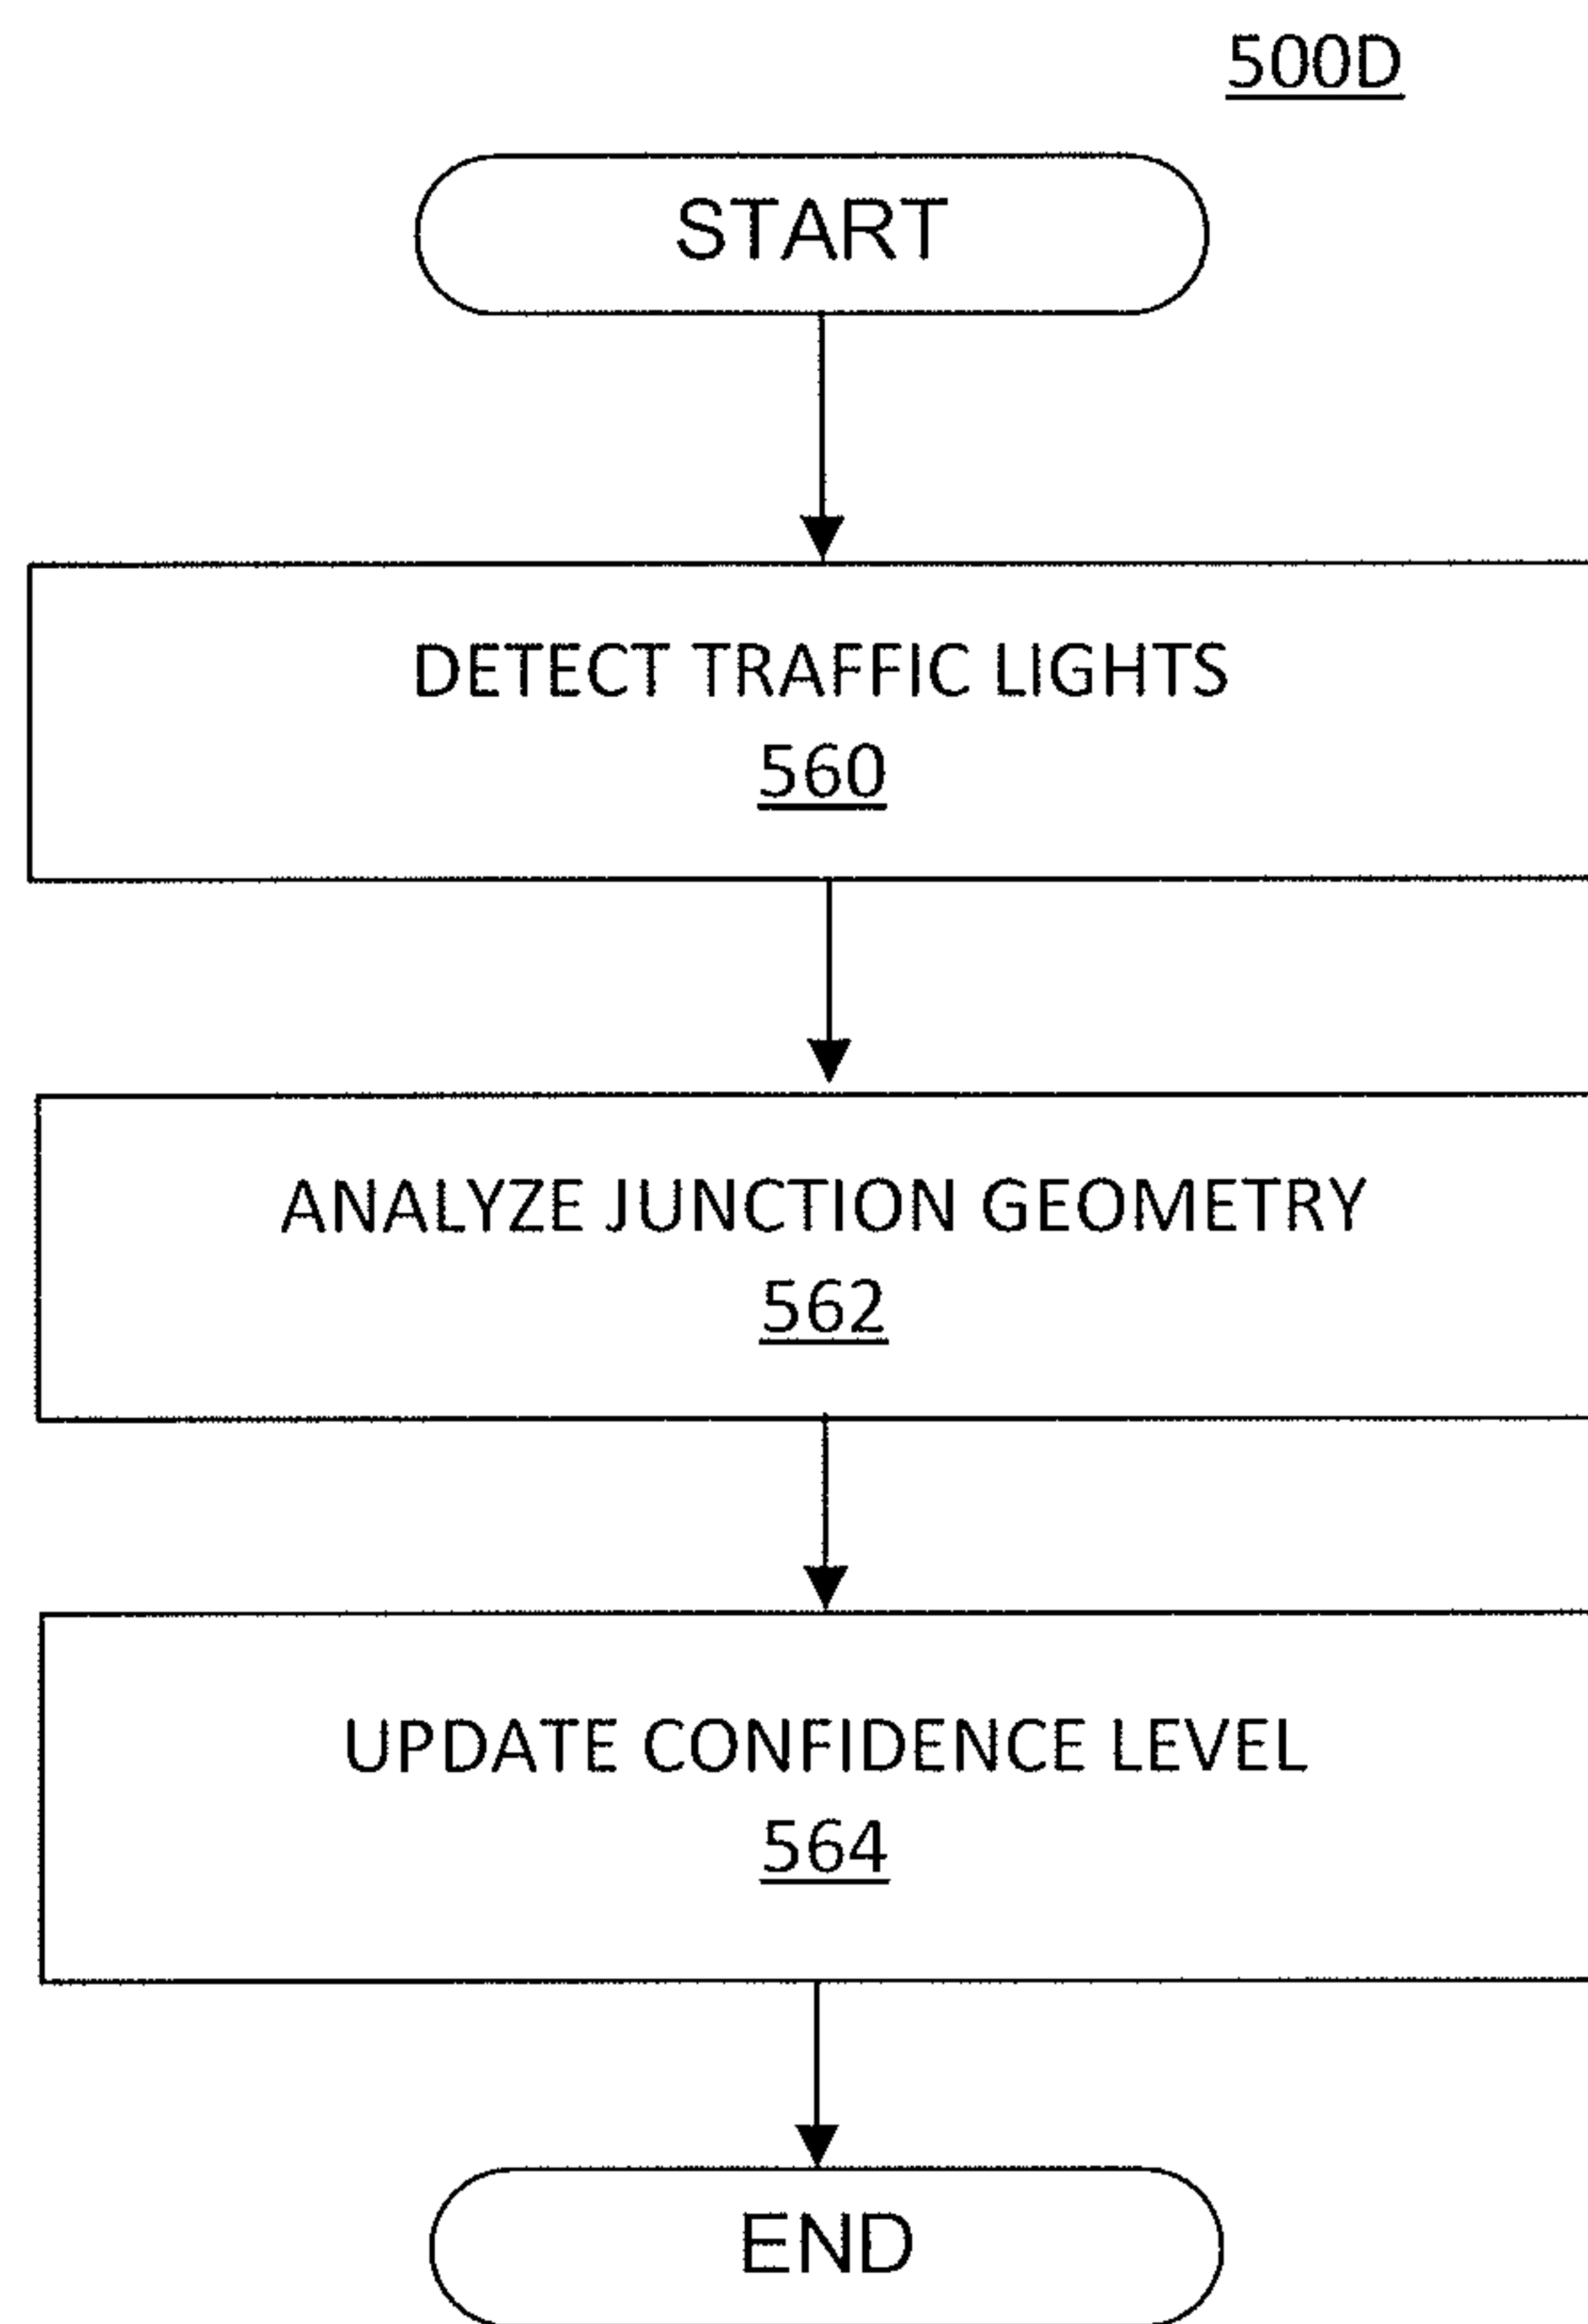 500D
START
DETECT TRAFFIC LIGHTS
560
ANALYZE JUNCTION GEOMETRY
562
UPDATE CONFIDENCE LEVEL
564
END